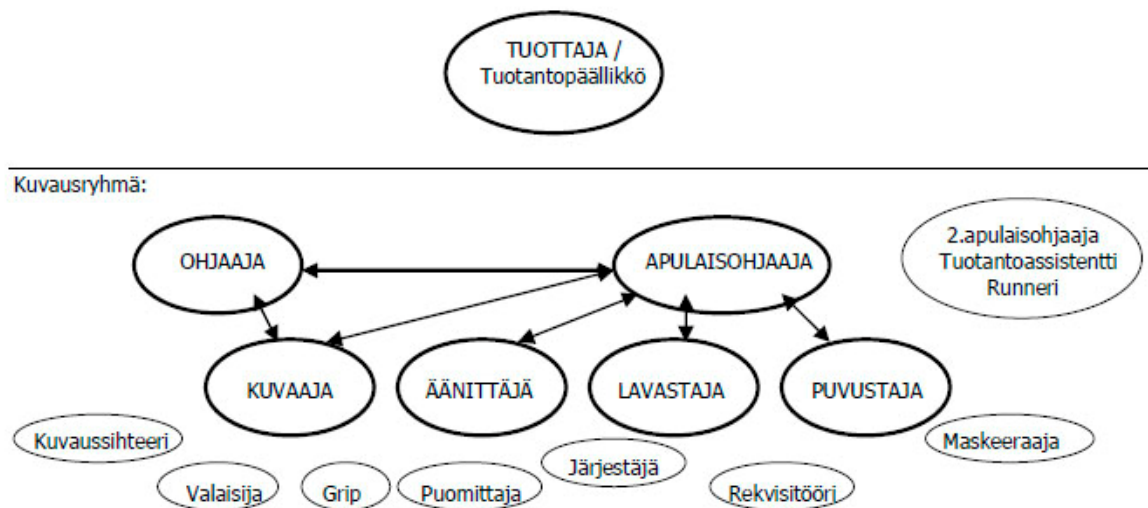 TUOTTAJA /
Tuotantopäällikkö
Kuvausryhmä:
OHJAAJA
APULAISOHJAAJA
2.apulaisohjaaja
Tuotantoassistentti
Runneri
KUVAAJA
ÄÄNITTÄJÄ
LAVASTAJA
PUVUSTAJA
Kuvaussihteeri
Maskeeraaja
Järjestäjä
Valaisija
Grip
Puomittaja
Rekvisitööri